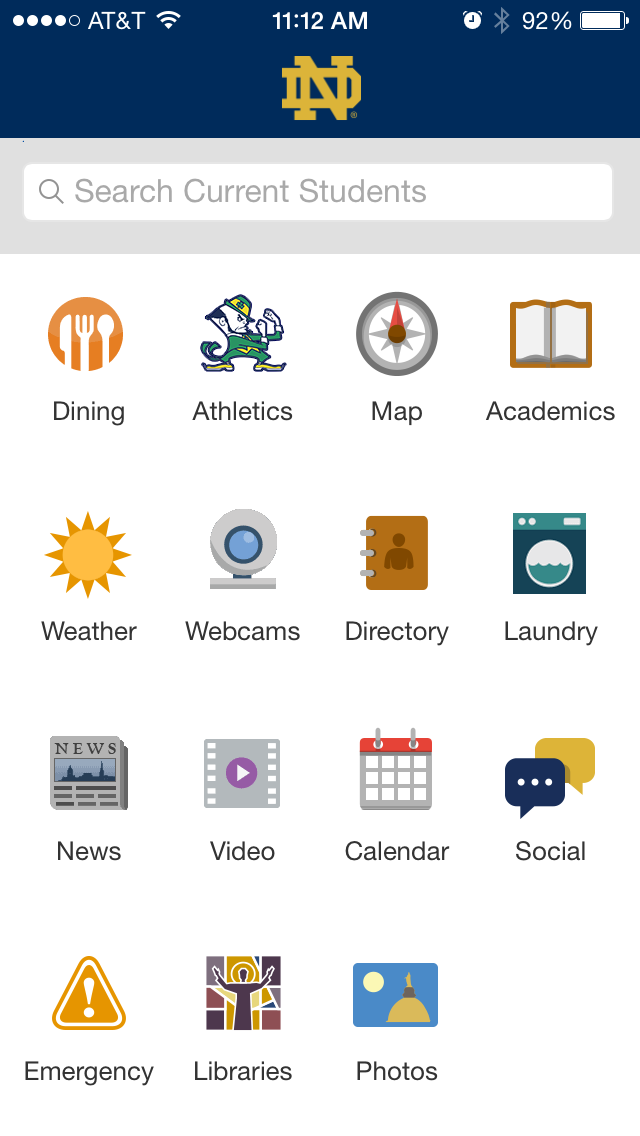 AT&T 11:12 AM 92%
ND
®
Search Current Students
Dining Athletics Map Academics
Weather Webcams Directory Laundry
NEWS
News Video Calendar Social
Emergency Libraries Photos